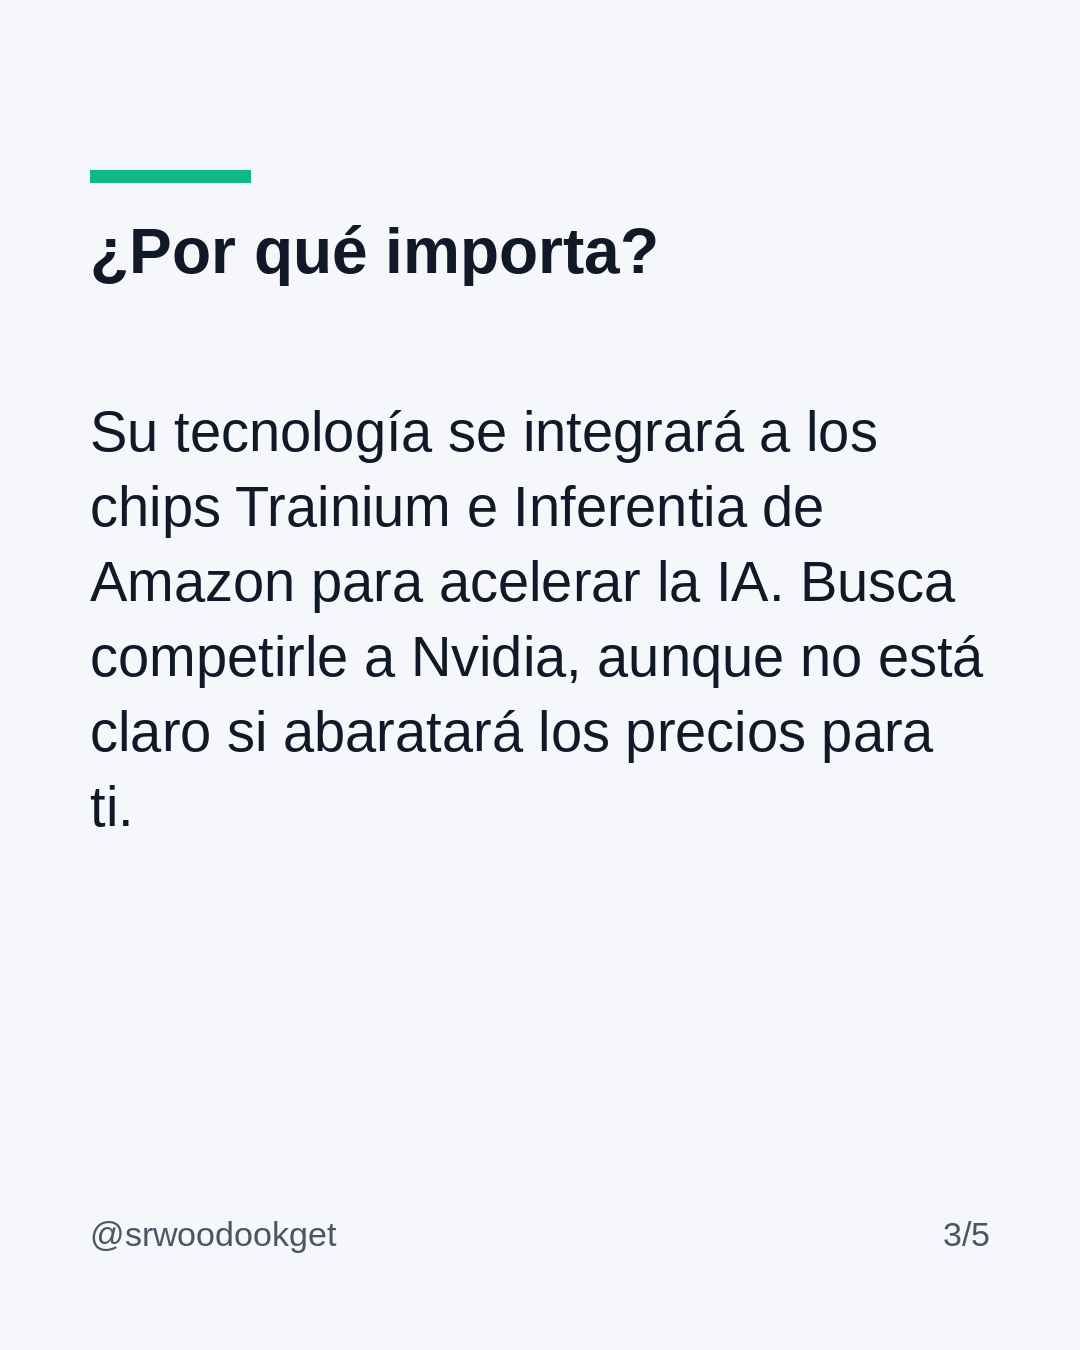 ¿Por qué importa?
Su tecnología se integrará a los
chips Trainium e Inferentia de
Amazon para acelerar la IA. Busca
competirle a Nvidia, aunque no está
claro si abaratará los precios para
ti.
@srwoodookget
3/5